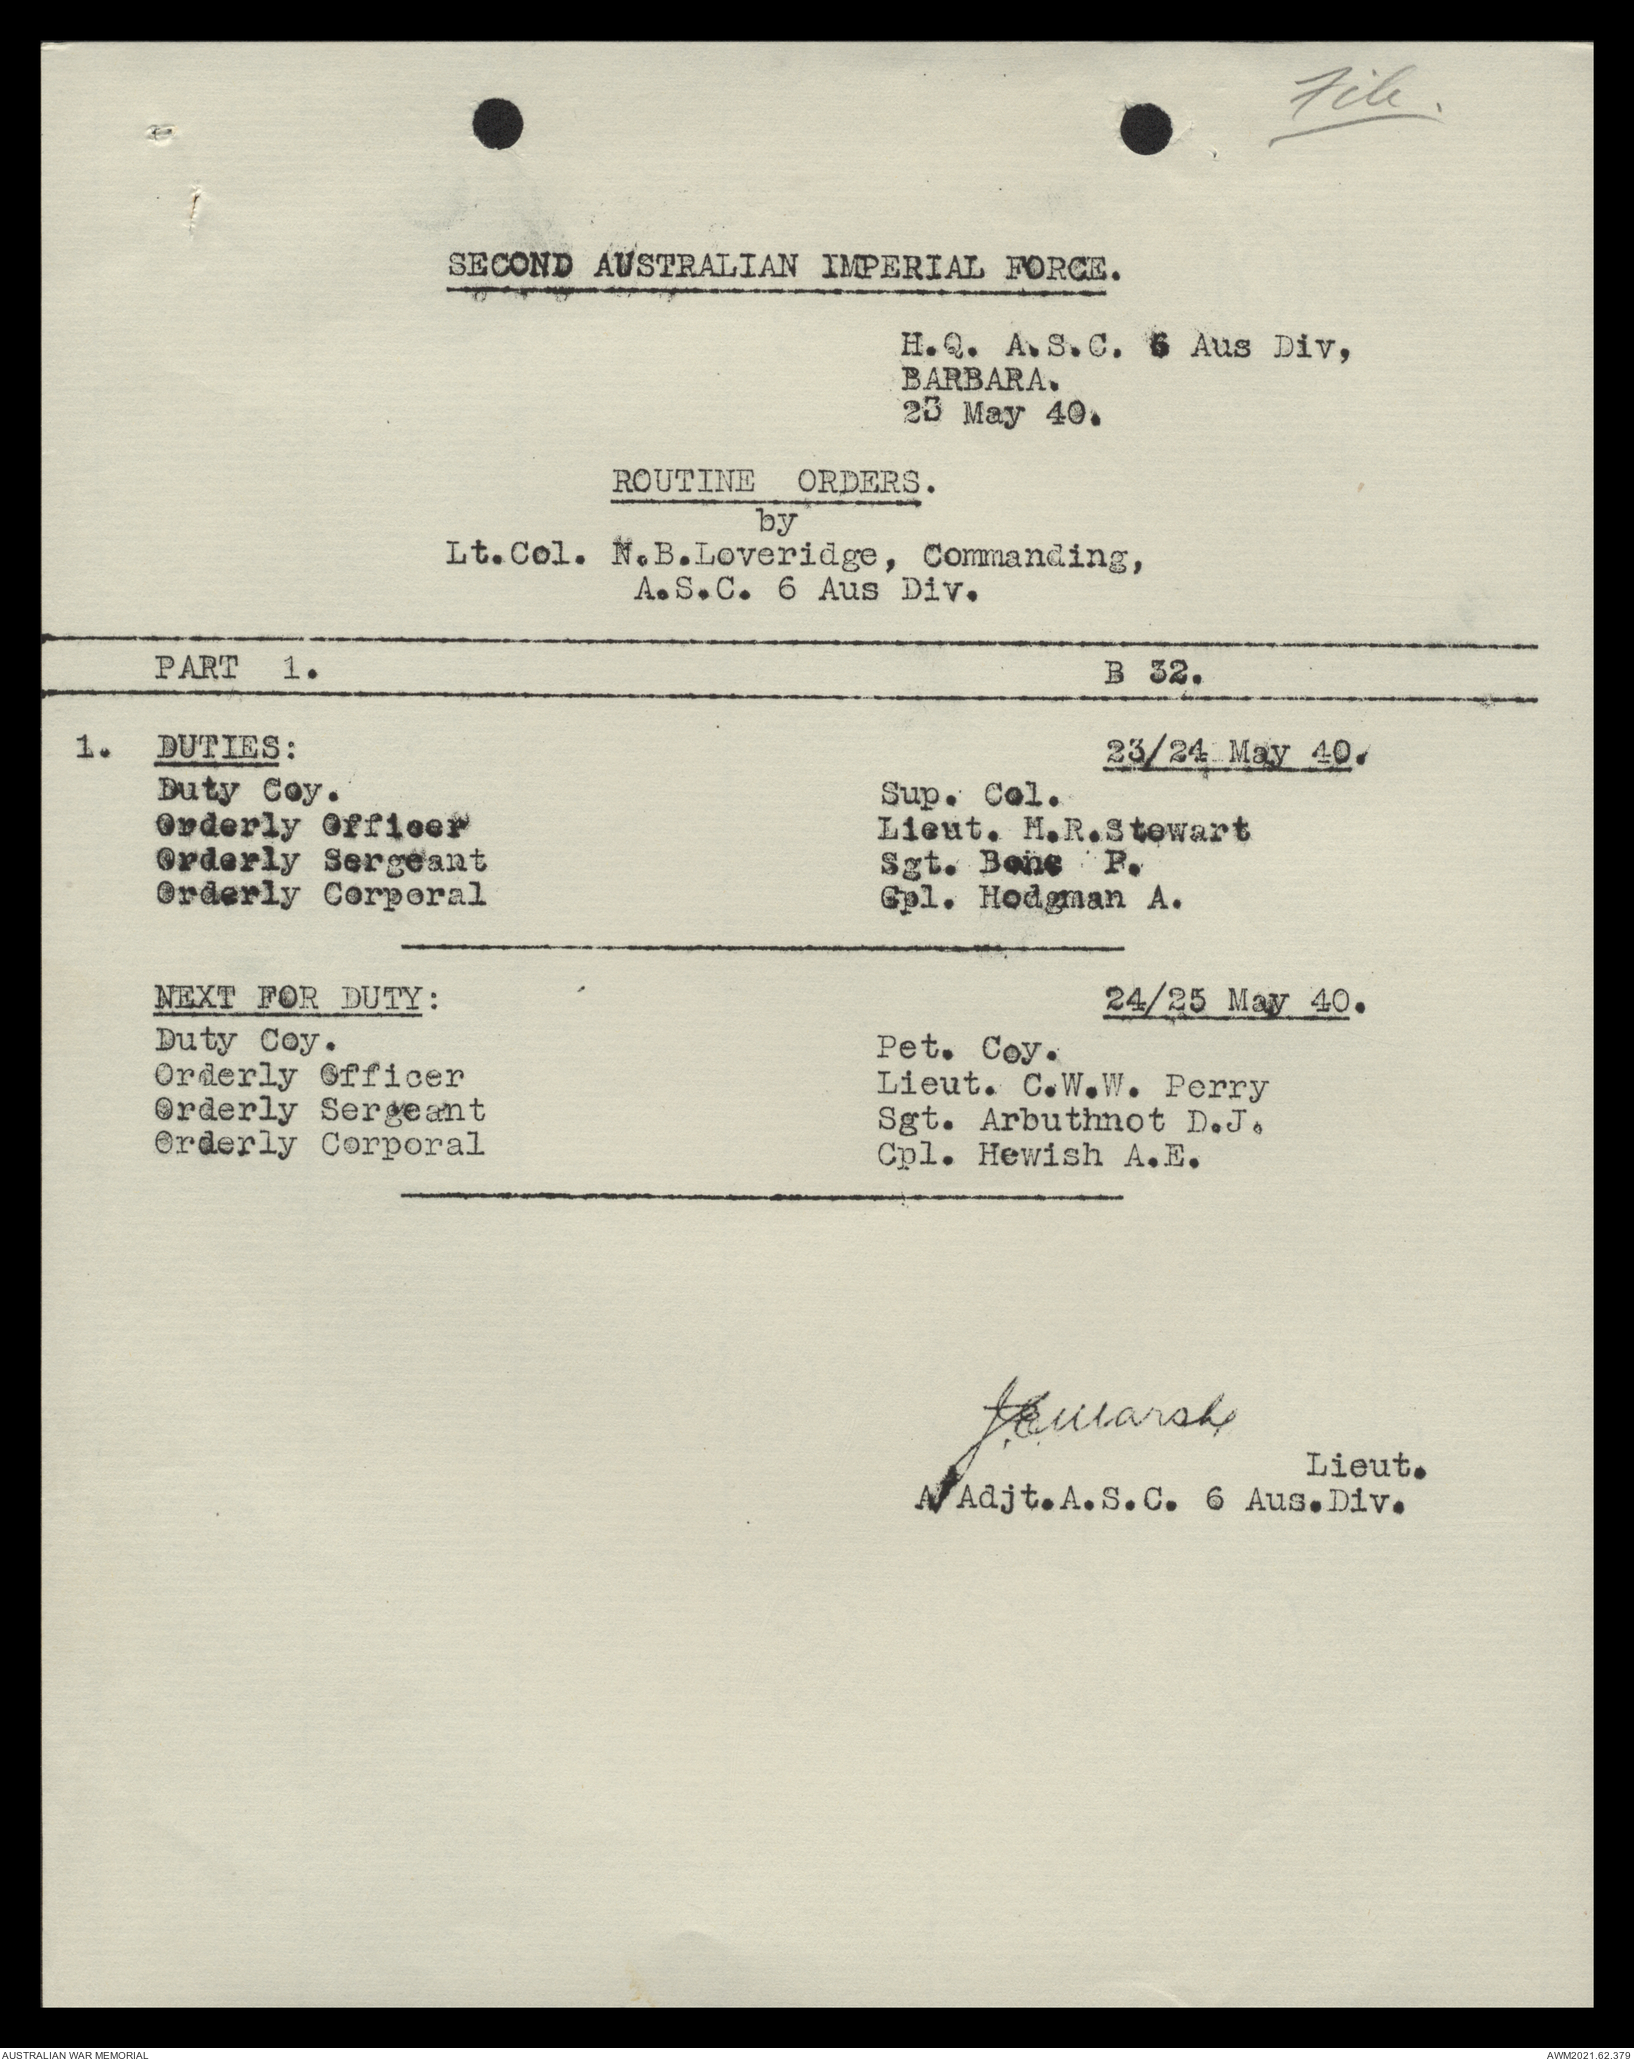 File.
SECOND AUSTRALIAN IMPERIAL FORCE.
H.Q. A.S.C. 6 Aus Div,
BARBARA.
23 May 40.
ROUTINE ORDERS.
by
Lt.Col. N.B.Loveridge, Commanding,
A.S.C. 6 Aus Div.
PART 1. B 32.
1. DUTIES: 23/24 May 40.
Duty Coy. Sup. Col.
Orderly Officer Lieut. M.R.Stewart
Orderly Sergeant Sgt. F.
Orderly Corporal Cpl. Hodgman A.
NEXT FOR DUTY: 24/25 May 40.
Duty Coy. Pet. Coy.
Orderly Officer Lieut. C.W.W. Perry
Orderly Sergeant Sgt. Arbuthnot D.J.
Orderly Corporal Cpl. Hewish A.E.
Marsh
Lieut.
A/Adjt.A.S.C. 6 Aus.Div.
AUSTRALIAN WAR MEMORIAL AWM2021.62.379